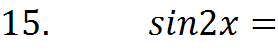 15. sin2x =